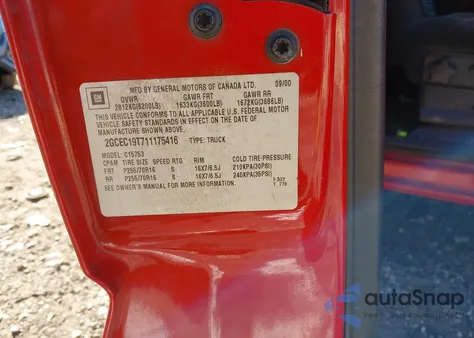 MFD BY GENERAL MOTORS OF CANADA LTD. 09/00
GM GVWR GAWR FRT GAWR RR
2812KG(6200LB) 1633KG(3600LB) 1672KG(3686LB)
THIS VEHICLE CONFORMS TO ALL APPLICABLE U.S. FEDERAL MOTOR
VEHICLE SAFETY STANDARDS IN EFFECT ON THE DATE OF
MANUFACTURE SHOWN ABOVE.
2GCEC19T711175416 TYPE: TRUCK
MODEL: C15753
CPAM TIRE SIZE SPEED RTG RIM COLD TIRE PRESSURE
FRT P255/70R16 S 16X7/6.5J 210KPA(30PSI)
RR P255/70R16 S 16X7/6.5J 240KPA(35PSI)
SEE OWNER'S MANUAL FOR MORE INFORMATION.
autoSnap